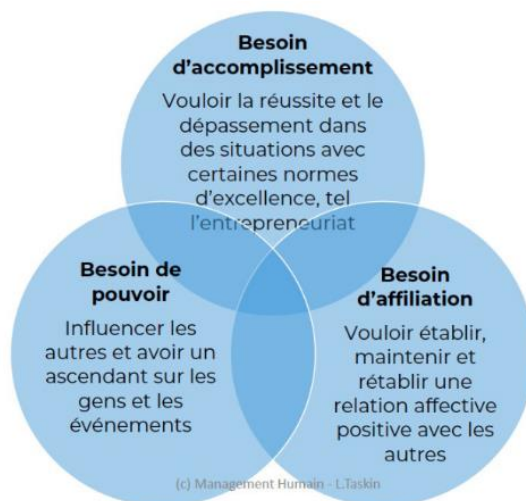 Besoin
d'accomplissement
Vouloir la réussite et le
dépassement dans
des situations avec
certaines normes
d'excellence, tel
l'entrepreneuriat
Besoin de
pouvoir
Influencer les
autres et avoir un
ascendant sur les
gens et les
événements
Besoin
d'affiliation
Vouloir établir,
maintenir et
rétablir une
relation affective
positive avec les
autres
(c) Management Humain - L.Taskin